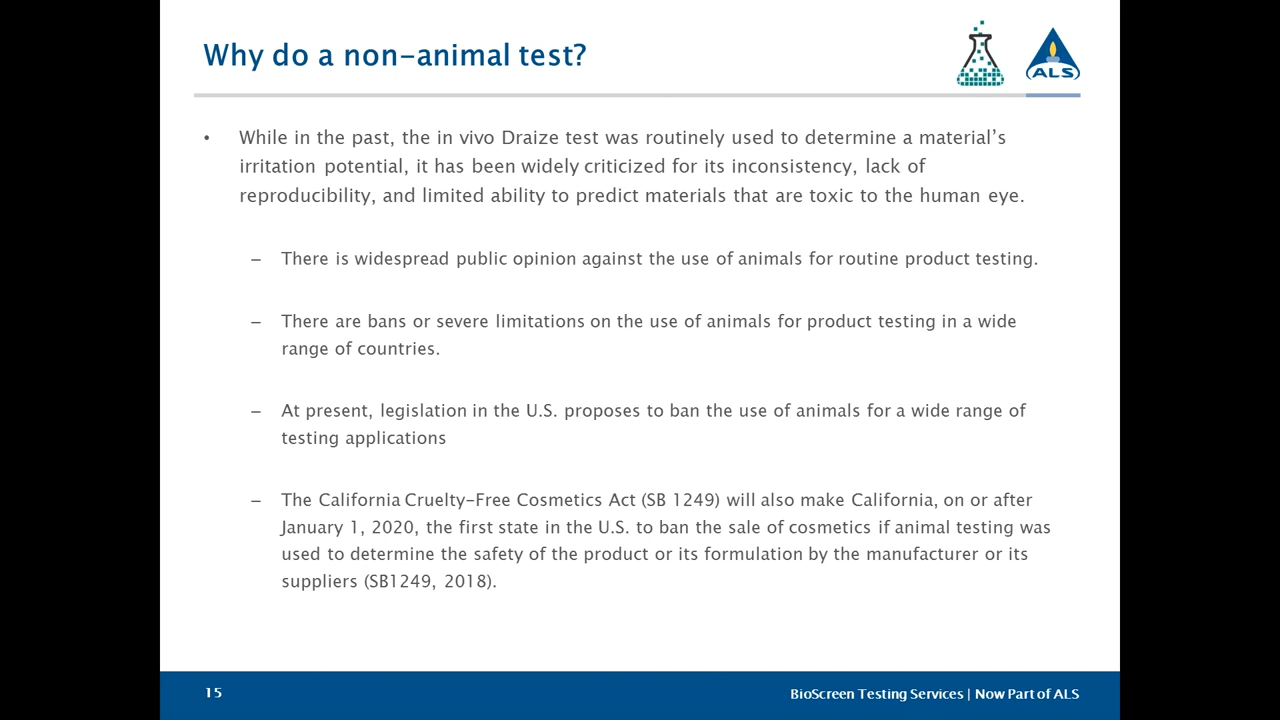 Why do a non-animal test?
ALS
• While in the past, the in vivo Draize test was routinely used to determine a material's
irritation potential, it has been widely criticized for its inconsistency, lack of
reproducibility, and limited ability to predict materials that are toxic to the human eye.
– There is widespread public opinion against the use of animals for routine product testing.
– There are bans or severe limitations on the use of animals for product testing in a wide
range of countries.
– At present, legislation in the U.S. proposes to ban the use of animals for a wide range of
testing applications
– The California Cruelty-Free Cosmetics Act (SB 1249) will also make California, on or after
January 1, 2020, the first state in the U.S. to ban the sale of cosmetics if animal testing was
used to determine the safety of the product or its formulation by the manufacturer or its
suppliers (SB1249, 2018).
15
BioScreen Testing Services | Now Part of ALS